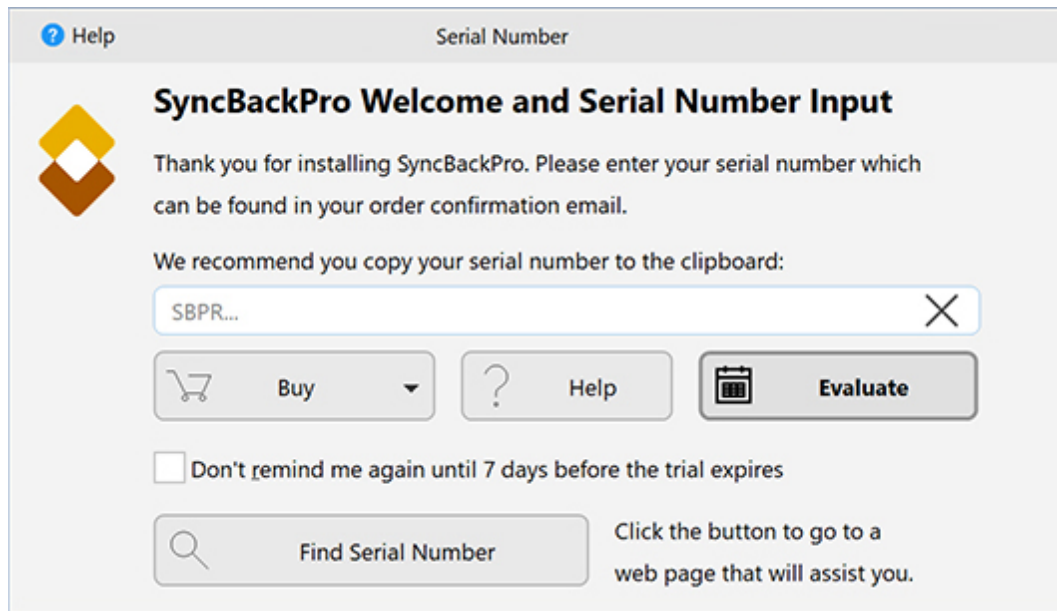 ? Help
Serial Number
SyncBackPro Welcome and Serial Number Input
Thank you for installing SyncBackPro. Please enter your serial number which
can be found in your order confirmation email.
We recommend you copy your serial number to the clipboard:
SBPR...
Buy
? Help
Evaluate
Don't remind me again until 7 days before the trial expires
Find Serial Number
Click the button to go to a
web page that will assist you.